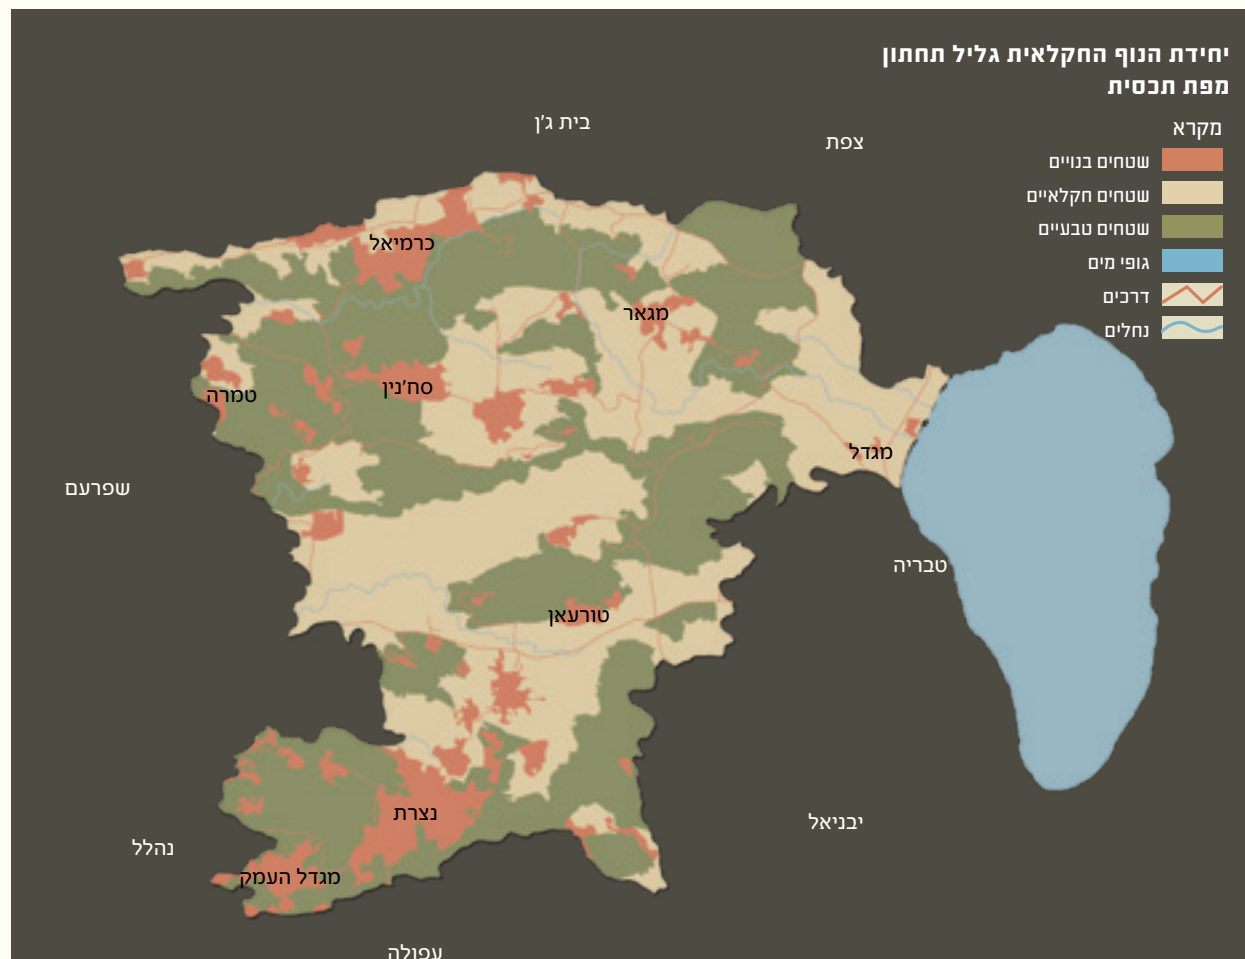 יחידת הנוף החקלאית גליל תחתון
מפת תכסית
מקרא
שטחים בנויים
שטחים חקלאיים
שטחים טבעיים
גופי מים
דרכים
נחלים
בית ג'ן
צפת
כרמיאל
מגאר
סח'נין
טמרה
מגדל
שפרעם
טבריה
טורעאן
נצרת
יבניאל
נהלל
מגדל העמק
עפולה